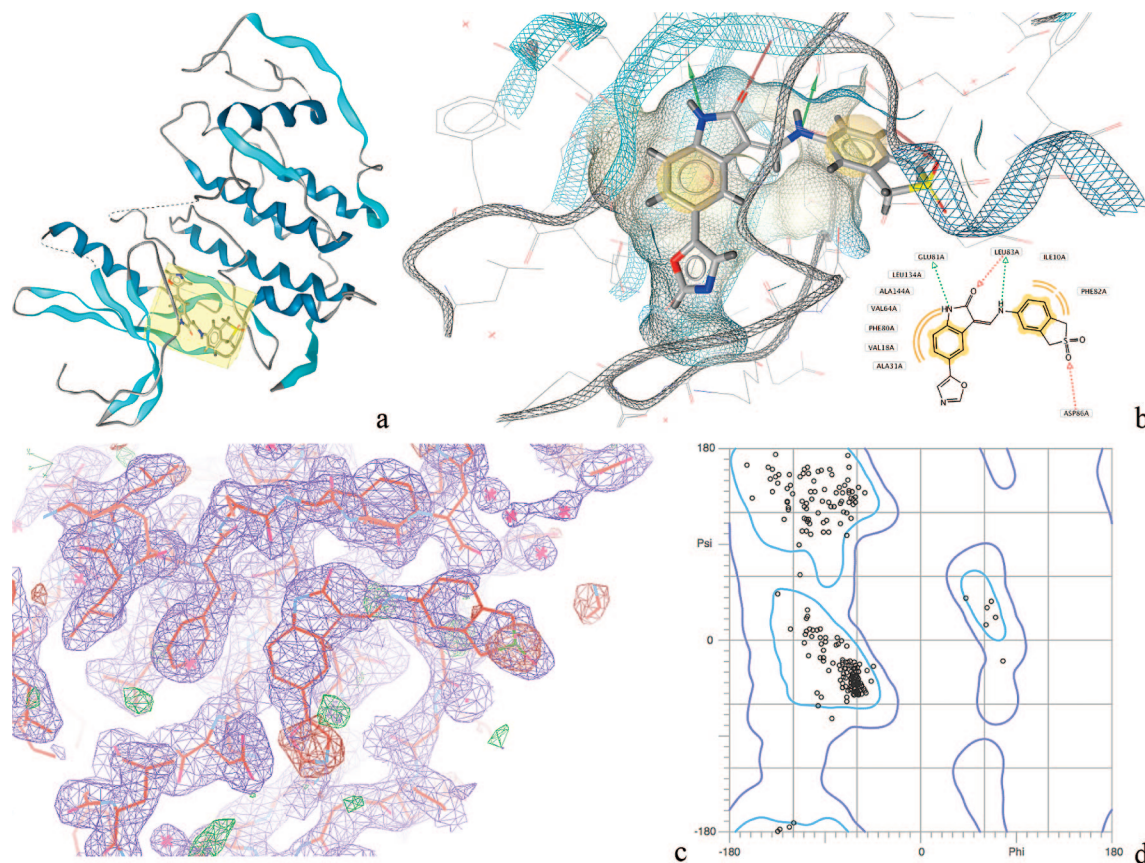 a
GLU81A
LEU83A
ILE10A
LEU134A
ALA144A
PHE82A
VAL64A
PHE80A
VAL18A
ALA31A
O
H
N
H
N
O
S
O
O
N
ASP86A
b
180
Psi
0
-180
-180
0
Phi
180
c
d